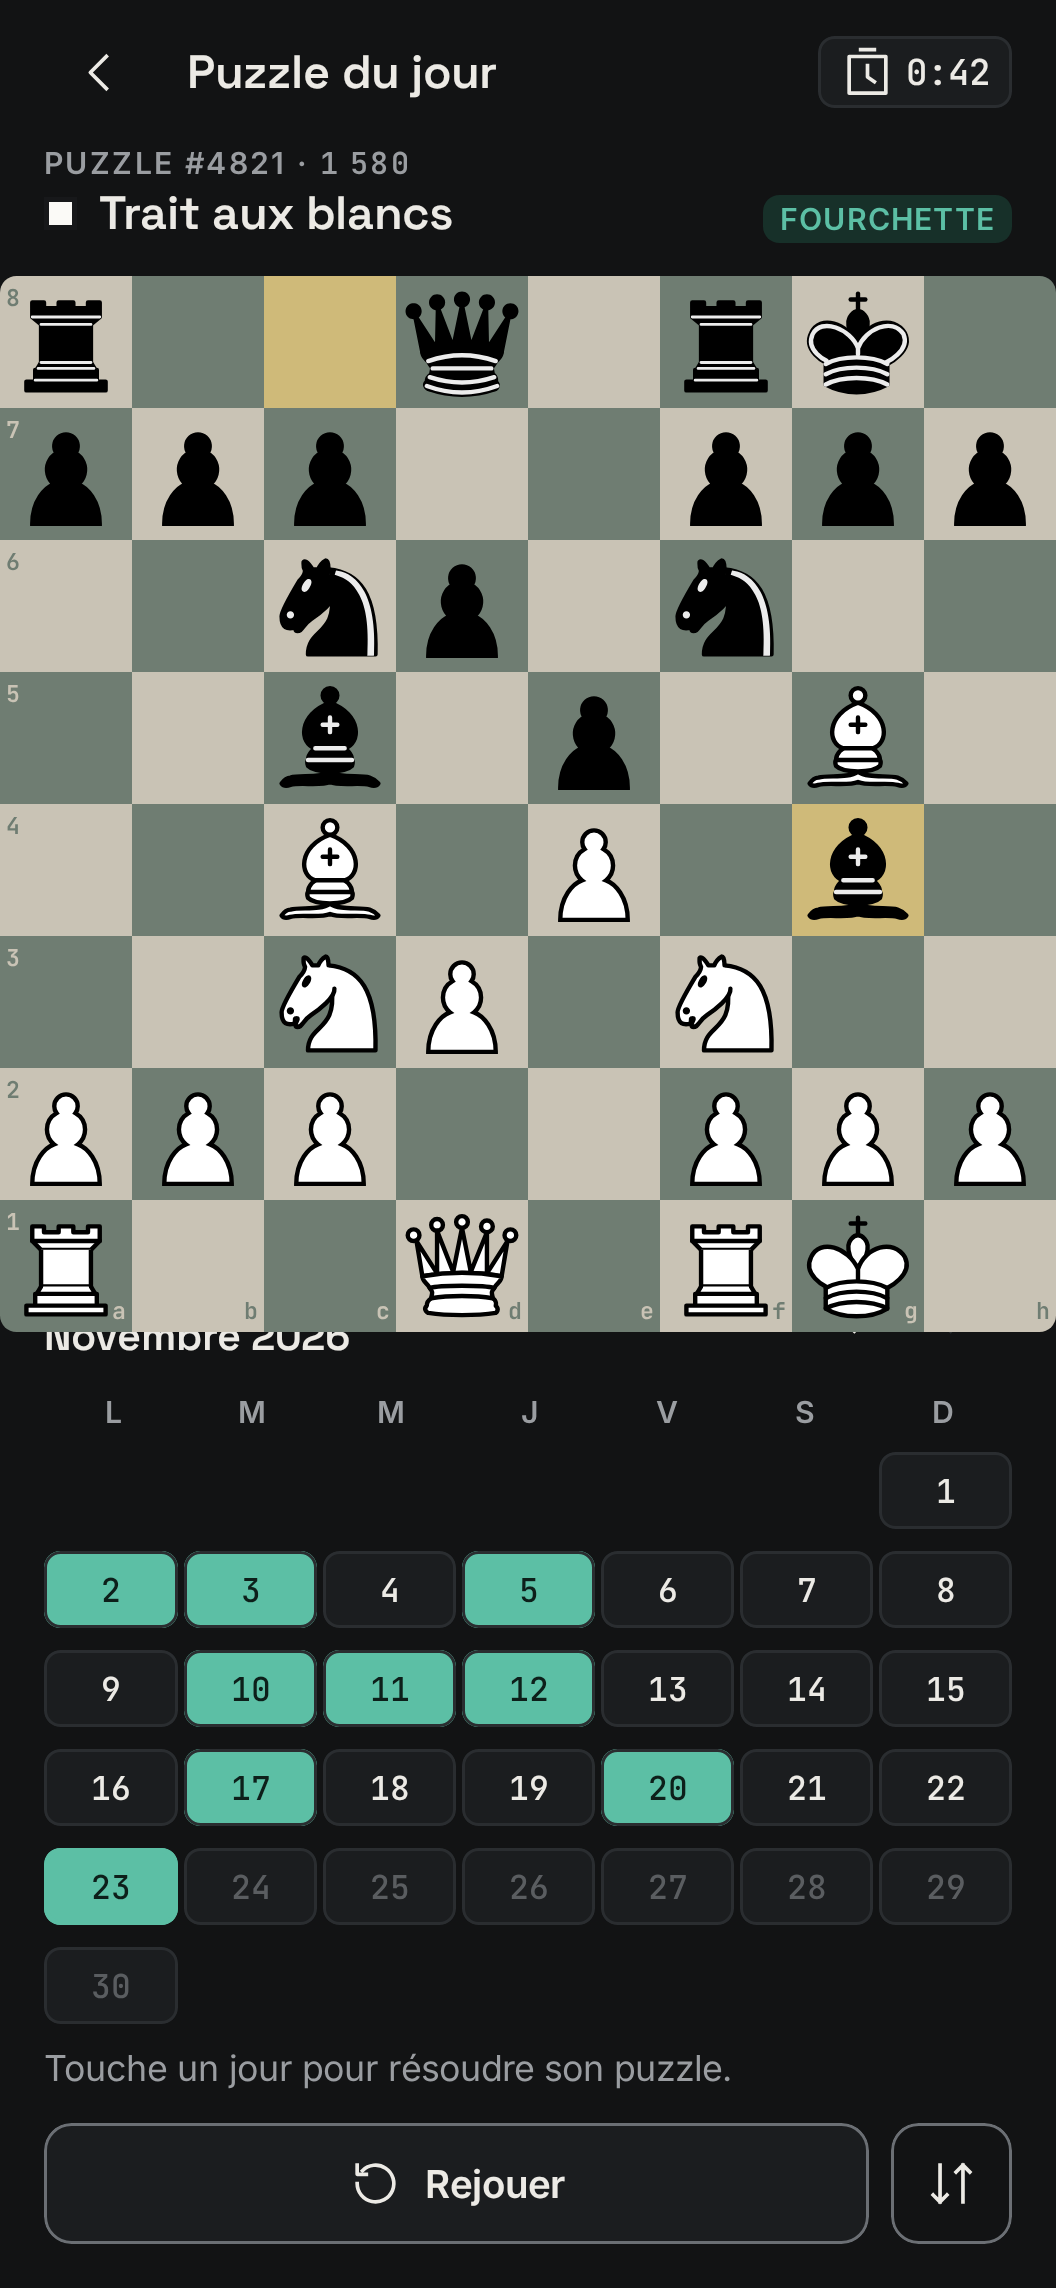 Puzzle du jour
0:42
PUZZLE #4821 · 1 580
Trait aux blancs
FOURCHETTE
8
7
6
5
4
3
2
1
a b c d e f g h
Novembre 2026
L M M J V S D
1
2 3 4 5 6 7 8
9 10 11 12 13 14 15
16 17 18 19 20 21 22
23 24 25 26 27 28 29
30
Touche un jour pour résoudre son puzzle.
Rejouer